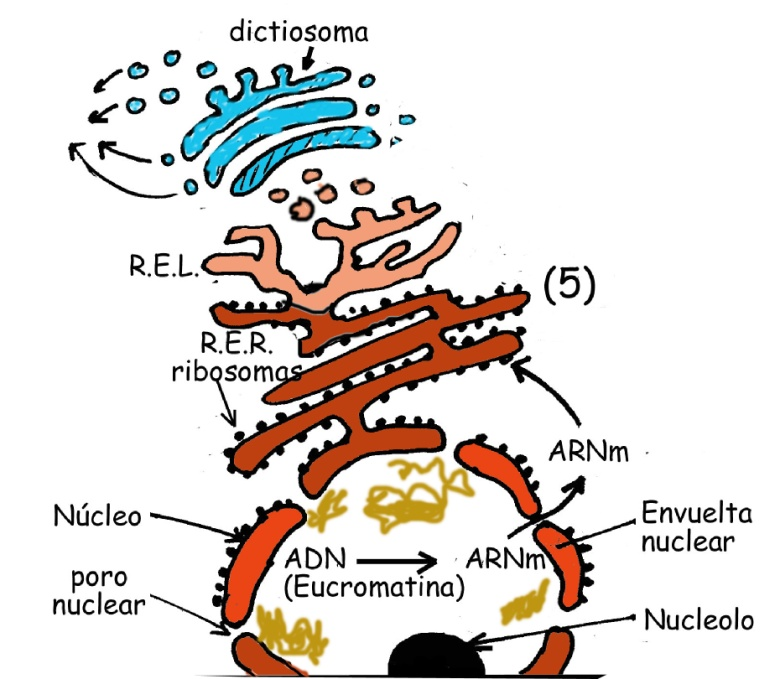 dictiosoma
R.E.L.
(5)
R.E.R.
ribosomas
ARNm
Núcleo
Envuelta
nuclear
ADN
ARNm
(Eucromatina)
poro
nuclear
Nucleolo